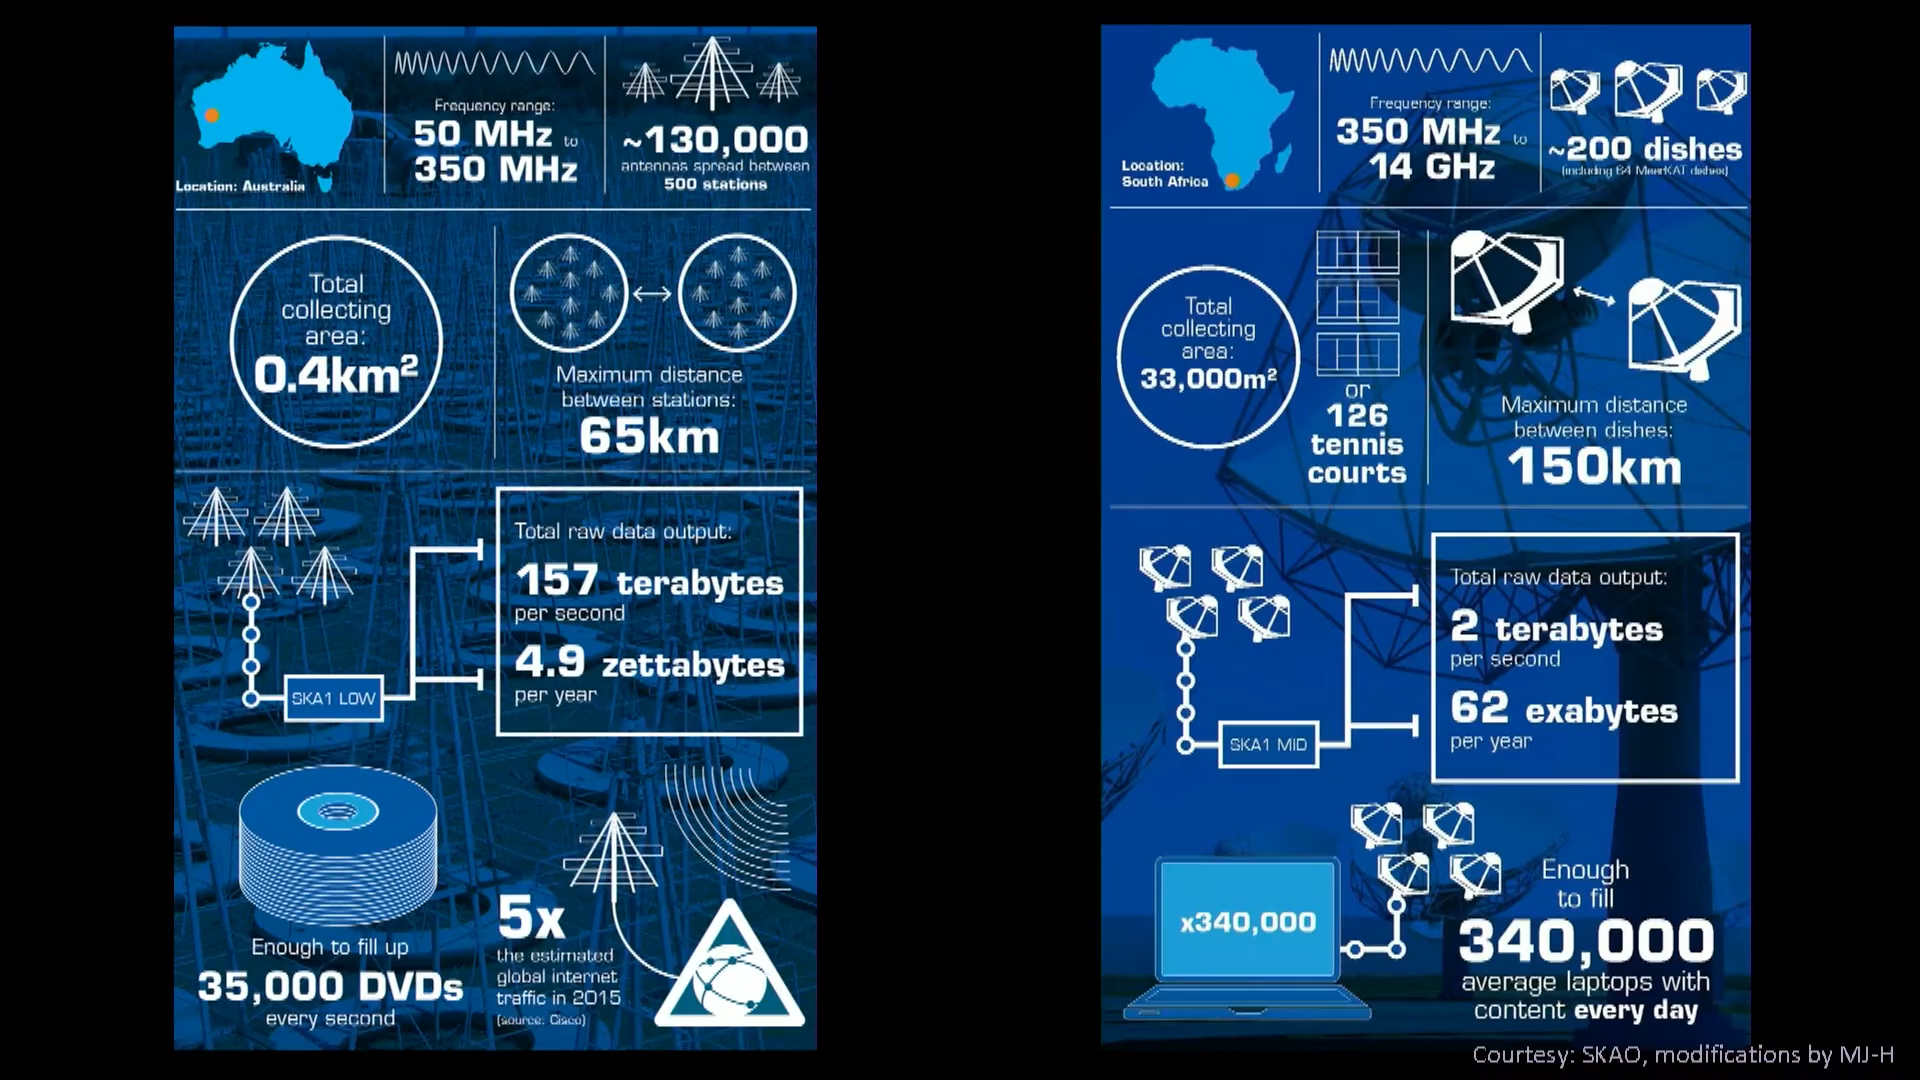 Location: Australia
Frequency range:
50 MHz to
350 MHz
~130,000
antennas spread between
500 stations
Total
collecting
area:
0.4km²
Maximum distance
between stations:
65km
SKA1 LOW
Total raw data output:
157 terabytes
per second
4.9 zettabytes
per year
Enough to fill up
35,000 DVDs
every second
5x
the estimated
global internet
traffic in 2015
(source: Cisco)
Location:
South Africa
Frequency range:
350 MHz to
14 GHz
~200 dishes
(including 64 MeerKAT dishes)
Total
collecting
area:
33,000m²
or
126
tennis
courts
Maximum distance
between dishes:
150km
SKA1 MID
Total raw data output:
2 terabytes
per second
62 exabytes
per year
x340,000
Enough
to fill
340,000
average laptops with
content every day
Courtesy: SKAO, modifications by MJ-H